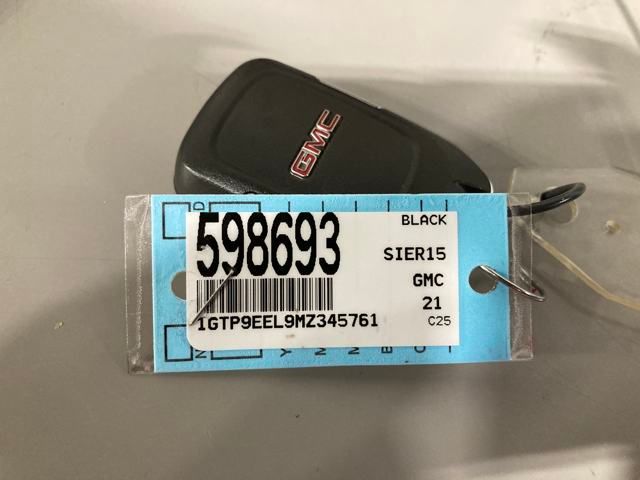 GMC
598693
BLACK
SIER15
GMC
21
1GTP9EEL9MZ345761
C25